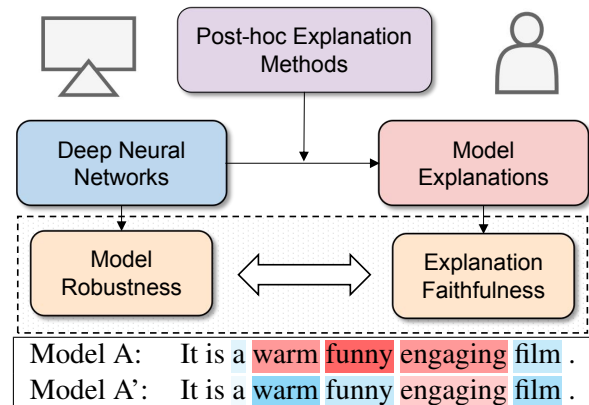 Post-hoc Explanation
Methods
Deep Neural
Networks
Model
Explanations
Model
Robustness
Explanation
Faithfulness
Model A: It is a warm funny engaging film .
Model A’: It is a warm funny engaging film .